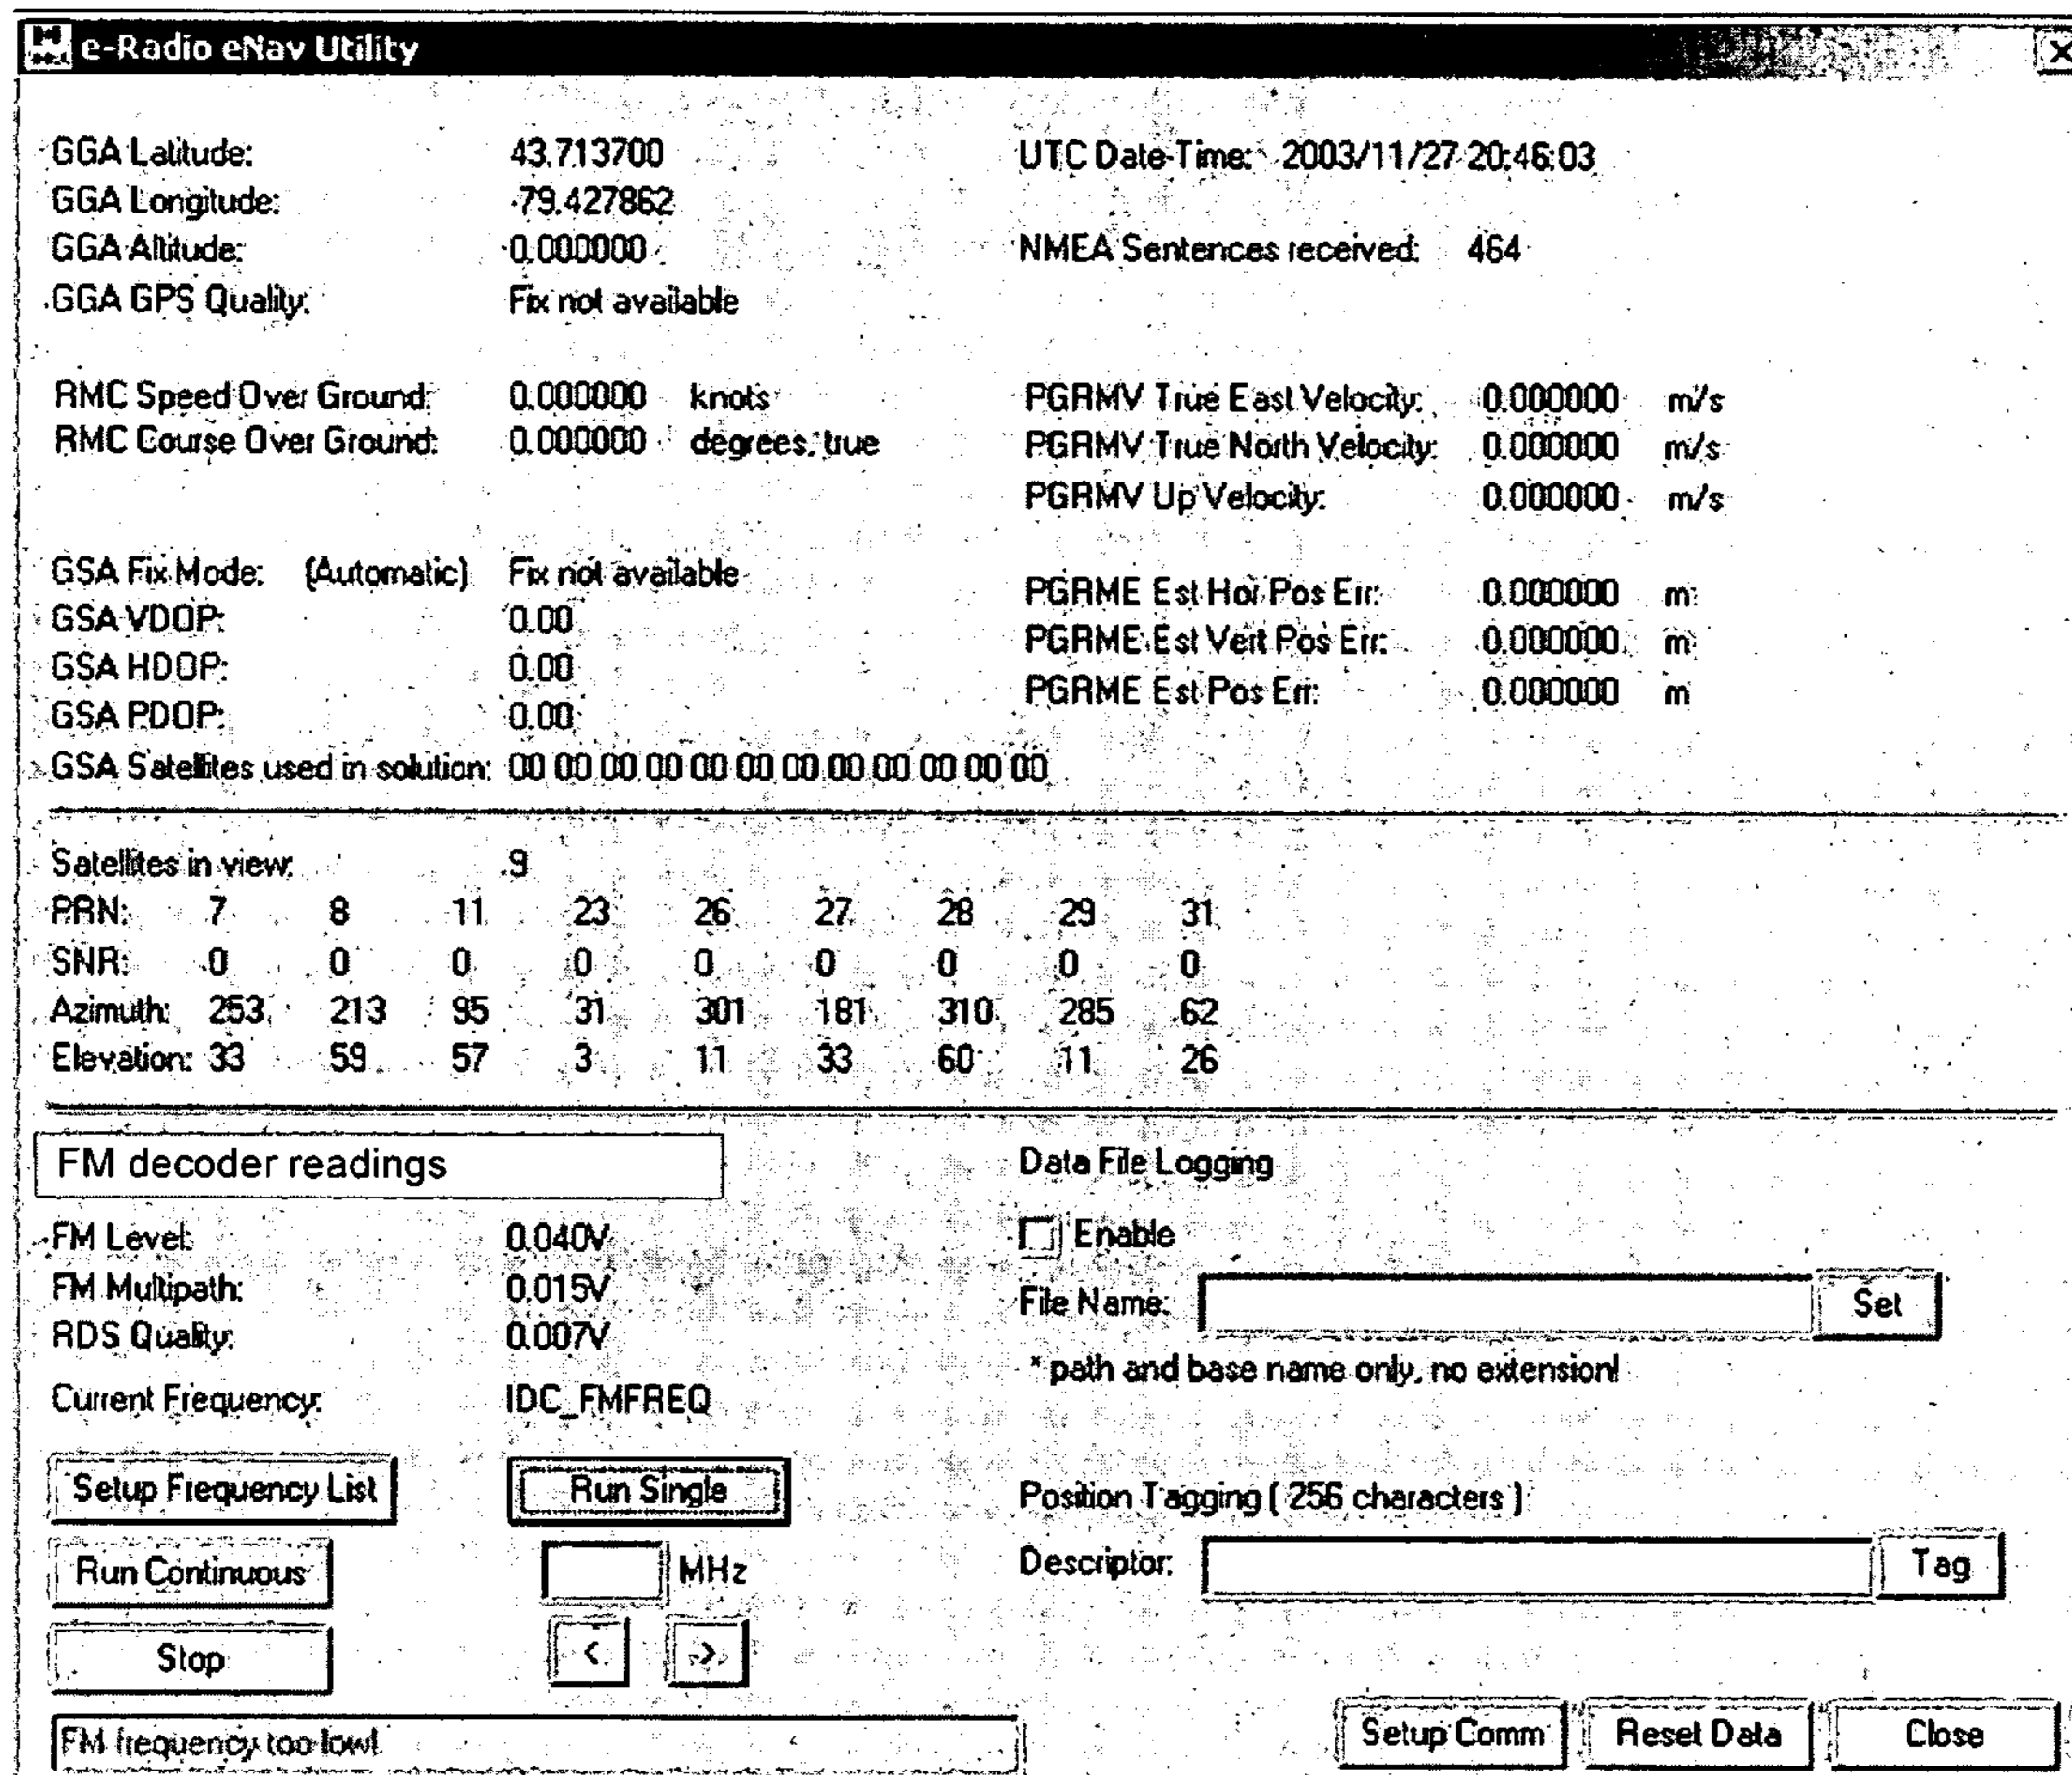 e-Radio eNav Utility
GGA Latitude: 43.713700 UTC Date-Time: 2003/11/27 20:46:03
GGA Longitude: -79.427862
GGA Altitude: 0.000000 NMEA Sentences received: 464
GGA GPS Quality: Fix not available
RMC Speed Over Ground: 0.000000 knots PGRMV True East Velocity: 0.000000 m/s
RMC Course Over Ground: 0.000000 degrees, true PGRMV True North Velocity: 0.000000 m/s
PGRMV Up Velocity: 0.000000 m/s
GSA Fix Mode: (Automatic) Fix not available
PGRME Est Hor Pos Err: 0.000000 m
GSA VDOP: 0.00
PGRME Est Vert Pos Err: 0.000000 m
GSA HDOP: 0.00
PGRME Est Pos Err: 0.000000 m
GSA PDOP: 0.00
GSA Satellites used in solution: 00 00 00 00 00 00 00 00 00 00 00 00
Satellites in view: 9
PRN: 7 8 11 23 26 27 28 29 31
SNR: 0 0 0 0 0 0 0 0 0
Azimuth: 253 213 95 31 301 181 310 285 62
Elevation: 33 59 57 3 11 33 60 11 26
FM decoder readings Data File Logging
FM Level: 0.040V Enable
FM Multipath: 0.015V File Name: Set
RDS Quality: 0.007V
* path and base name only, no extension!
Current Frequency: IDC_FMFREQ
Setup Frequency List Run Single Position Tagging ( 256 characters )
Run Continuous MHz Descriptor: Tag
Stop < >
FM frequency too low! Setup Comm Reset Data Close